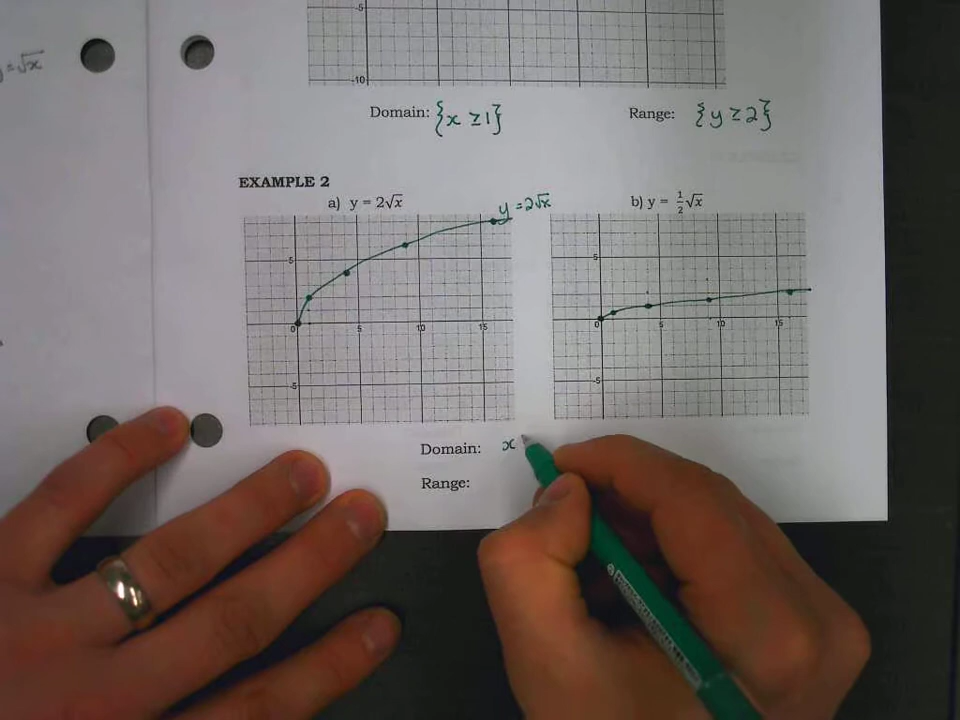 y=√x
-5
-10
Domain: {x ≥1} Range: {y ≥2}
EXAMPLE 2
a) y = 2√x b) y = 1/2 √x
y =2√x
5 5
0 5 10 15 0 5 10 15
-5 -5
Domain: x
Range: